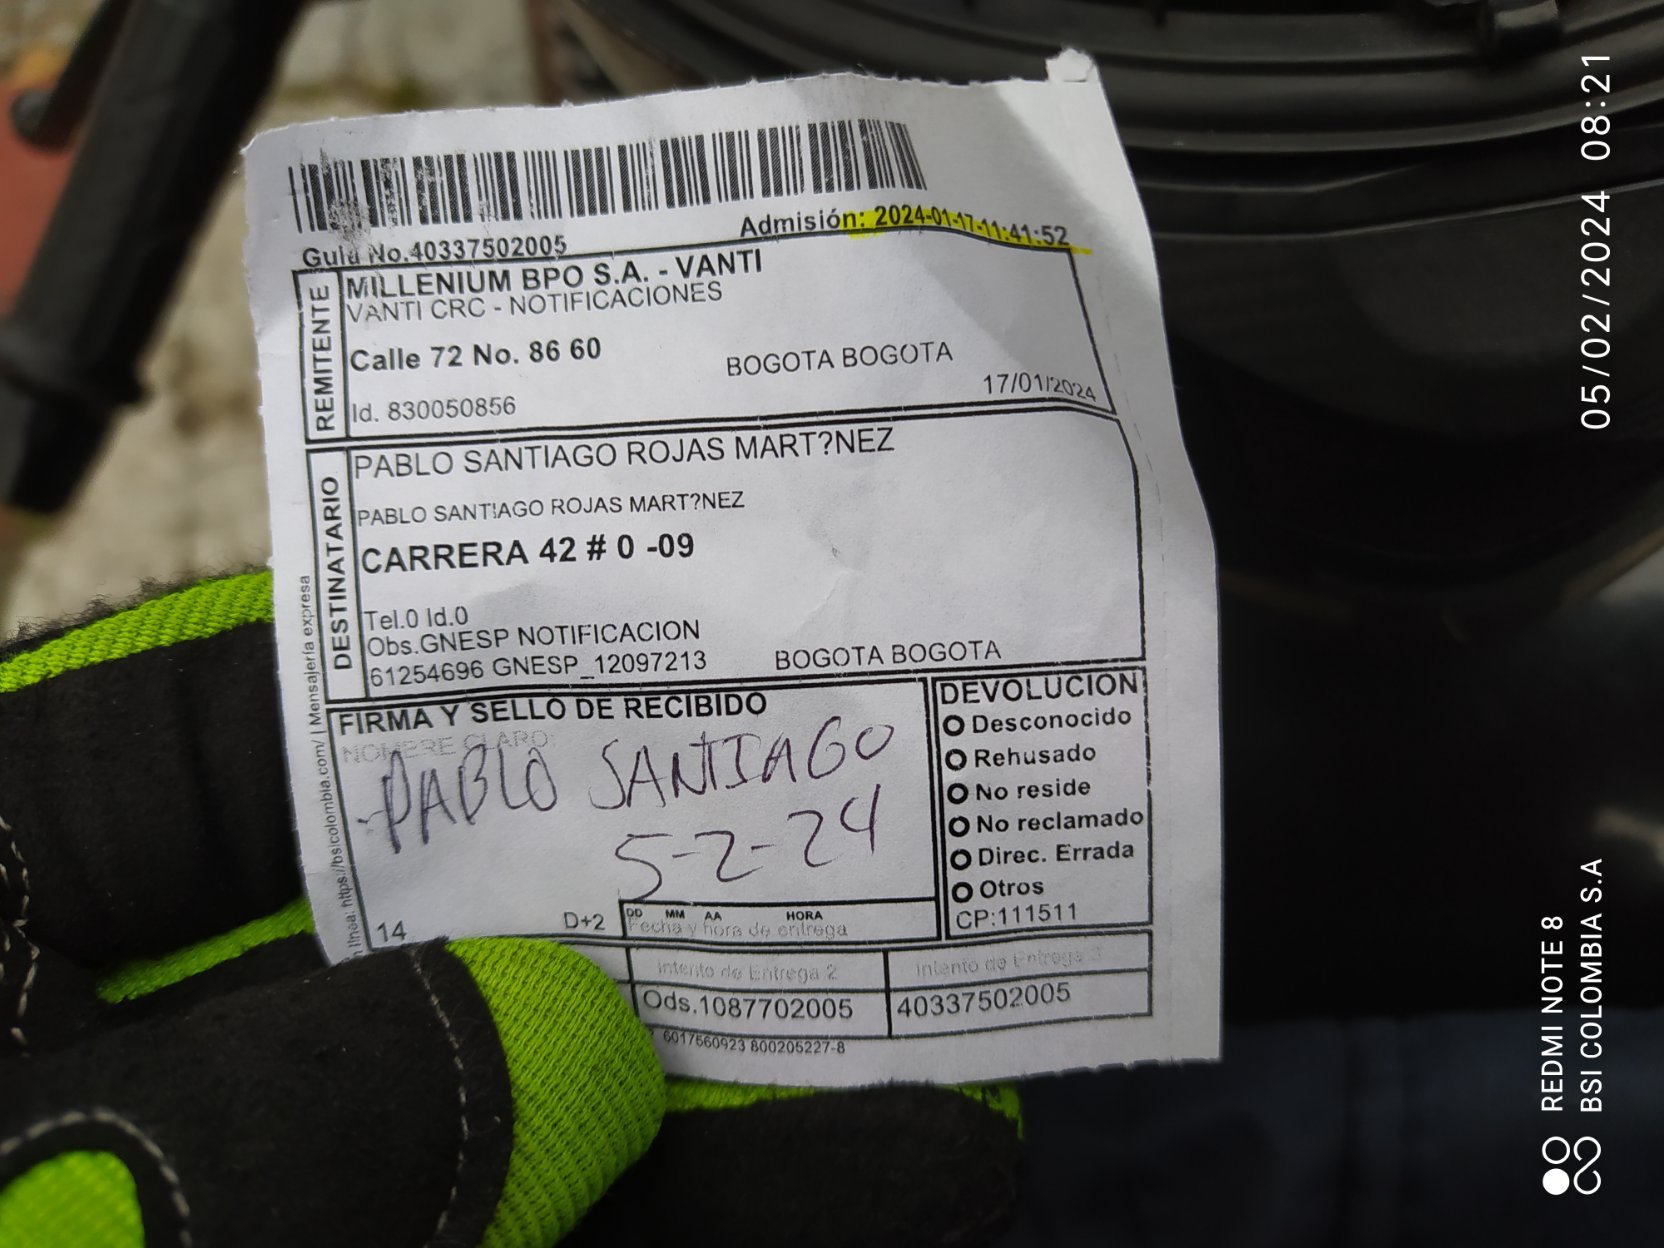 Guia No.40337502005
Admisión: 2024-01-17-11:41:52
REMITENTE
MILLENIUM BPO S.A. - VANTI
VANTI CRC - NOTIFICACIONES
Calle 72 No. 86 60
BOGOTA BOGOTA
Id. 830050856
17/01/2024
DESTINATARIO
PABLO SANTIAGO ROJAS MART?NEZ
PABLO SANTIAGO ROJAS MART?NEZ
CARRERA 42 # 0 -09
Tel.0 Id.0
Obs.GNESP NOTIFICACION
61254696 GNESP_12097213
BOGOTA BOGOTA
FIRMA Y SELLO DE RECIBIDO
NOMBRE CLARO:
PABLO SANTIAGO
5-2-24
14
D+2
DD MM AA HORA
Fecha y hora de entrega
DEVOLUCION
Desconocido
Rehusado
No reside
No reclamado
Direc. Errada
Otros
CP:111511
Intento de Entrega 2
Intento de Entrega 3
Ods.1087702005
40337502005
6017560923 800205227-8
línea: https://bsicolombia.com/ | Mensajería expresa
05/02/2024 08:21
REDMI NOTE 8
BSI COLOMBIA S.A